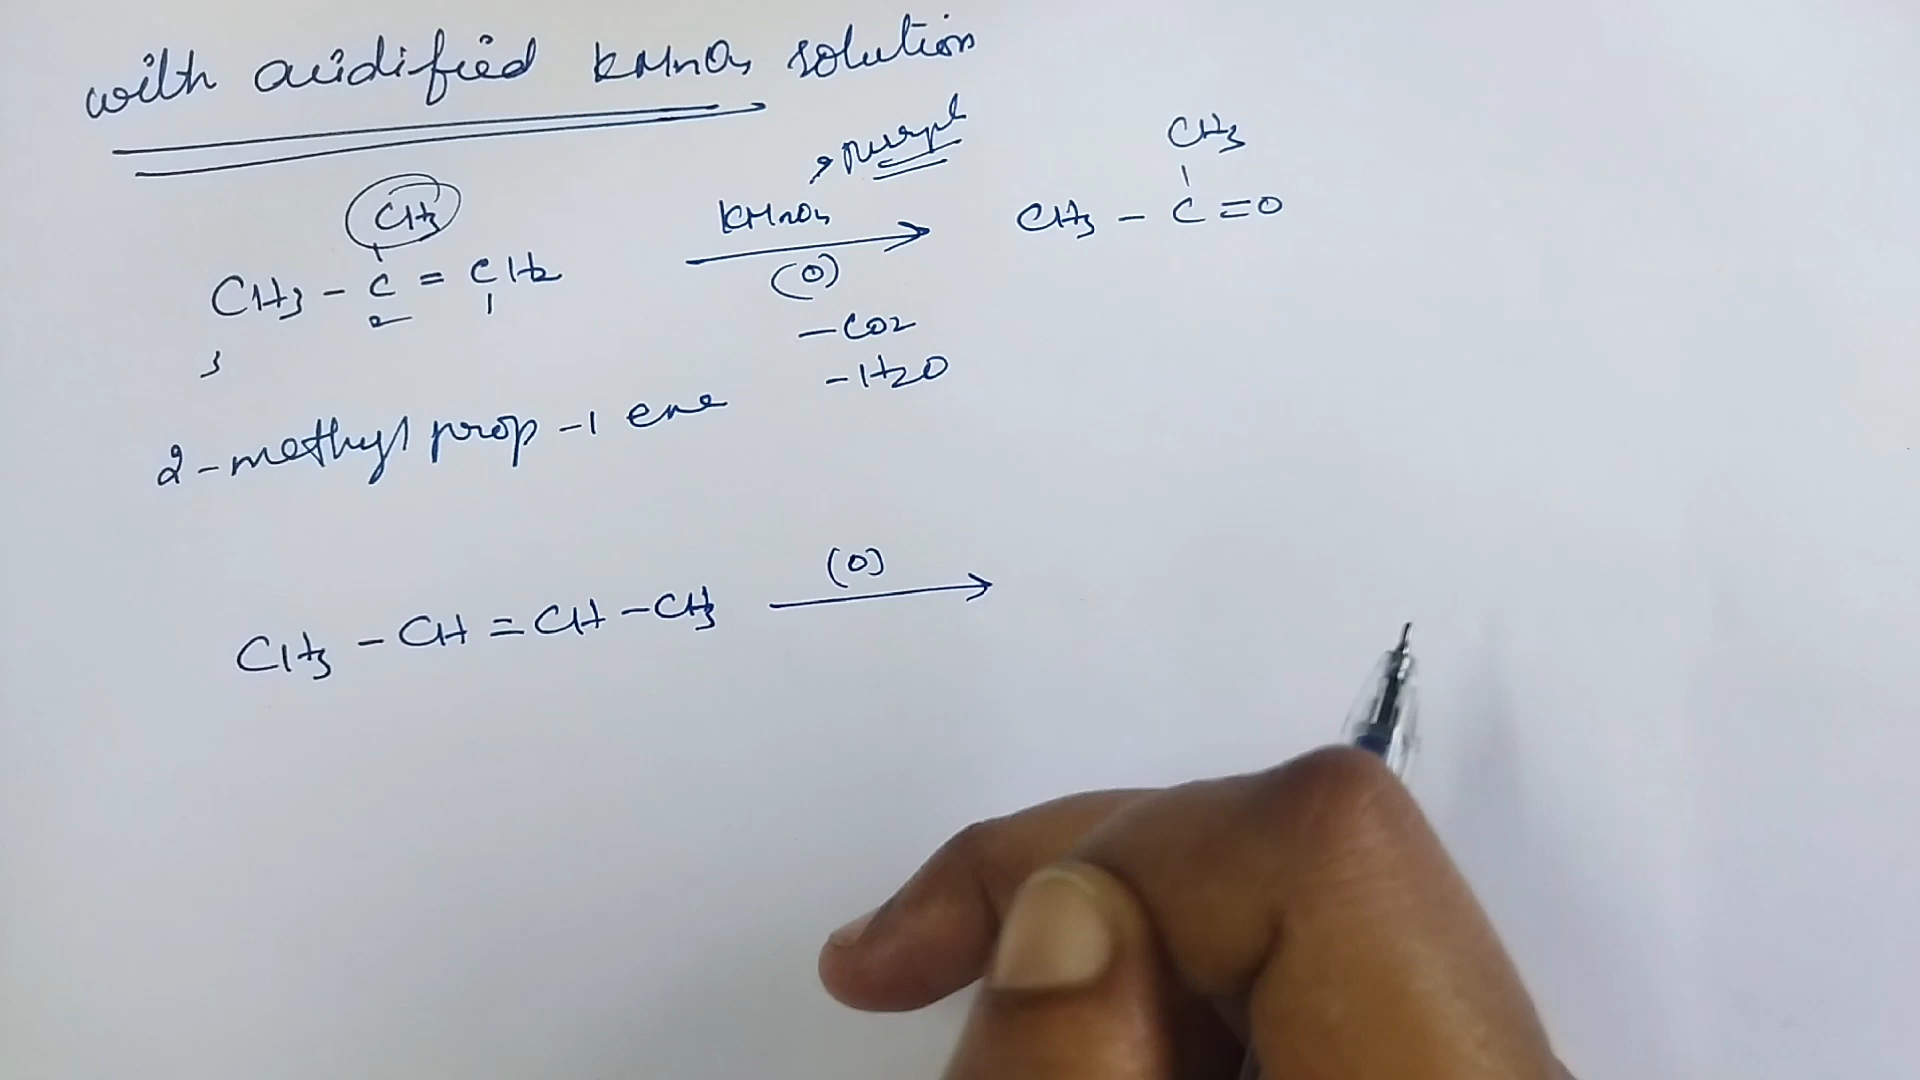 with acidified KMnO4 solution
purpl
CH3
CH3
KMnO4
CH3 - C = O
CH3 - C = CH2
(O)
2 1
- CO2
3
- H2O
2-methyl prop -1 ene
(O)
CH3 - CH = CH - CH3